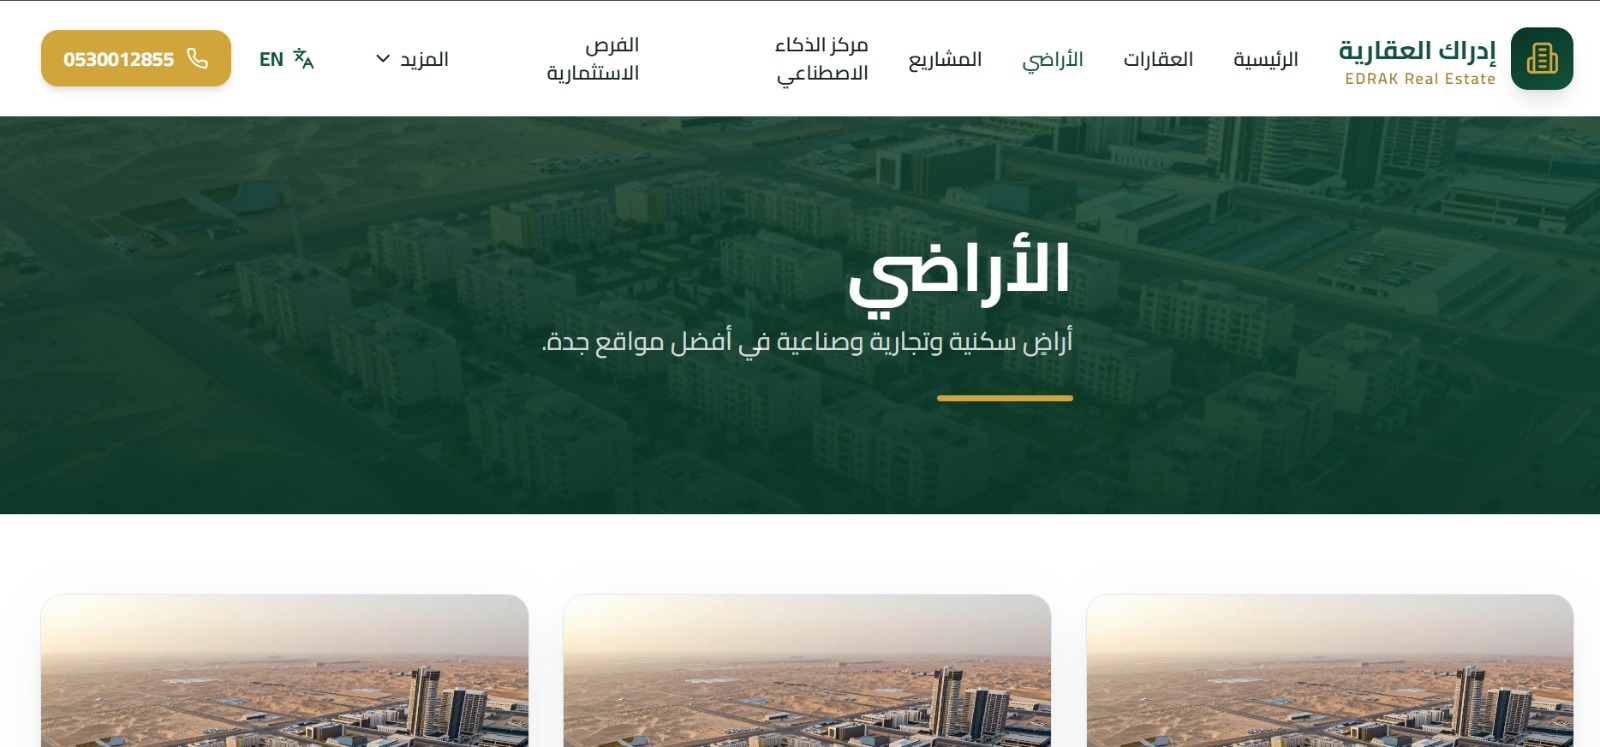 إدراك العقارية
EDRAK Real Estate
الرئيسية
العقارات
الأراضي
المشاريع
مركز الذكاء
الاصطناعي
الفرص
الاستثمارية
المزيد
EN
0530012855
الأراضي
أراضٍ سكنية وتجارية وصناعية في أفضل مواقع جدة.